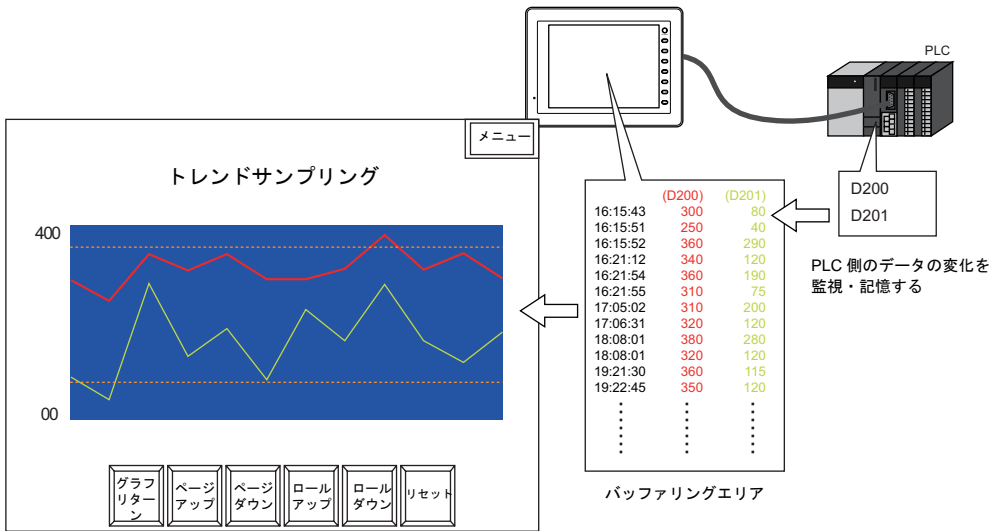 PLC
メニュー
トレンドサンプリング
400
00
グラフ
リター
ン
ページ
アップ
ページ
ダウン
ロール
アップ
ロール
ダウン
リセット
(D200) (D201)
16:15:43 300 80
16:15:51 250 40
16:15:52 360 290
16:21:12 340 120
16:21:54 360 190
16:21:55 310 75
17:05:02 310 200
17:06:31 320 120
18:08:01 380 280
18:08:01 320 120
19:21:30 360 115
19:22:45 350 120
バッファリングエリア
D200
D201
PLC 側のデータの変化を
監視・記憶する